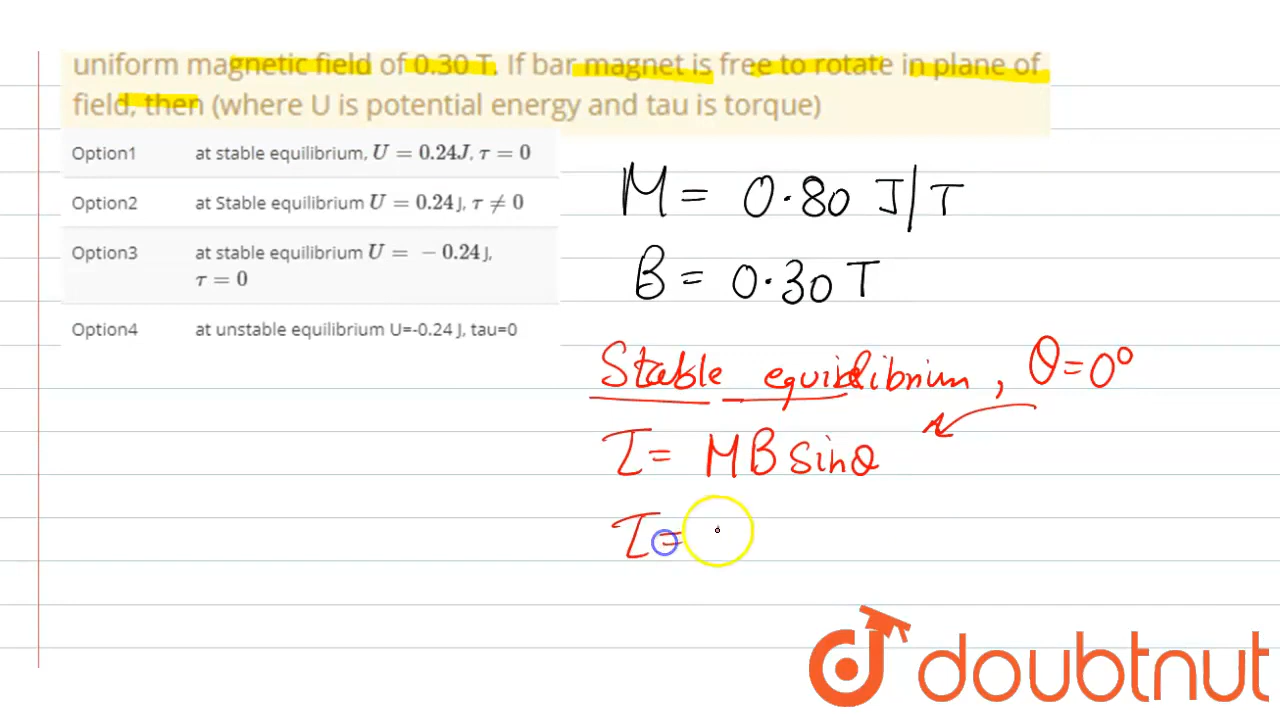 uniform magnetic field of 0.30 T. If bar magnet is free to rotate in plane of
field, then (where U is potential energy and tau is torque)
Option1 at stable equilibrium, U = 0.24J, τ = 0
Option2 at Stable equilibrium U = 0.24 J, τ ≠ 0
Option3 at stable equilibrium U = − 0.24 J,
τ = 0
Option4 at unstable equilibrium U=-0.24 J, tau=0
M = 0.80 J/T
B = 0.30 T
Stable equilibrium, θ=0°
τ = MB sinθ
τ =
doubtnut